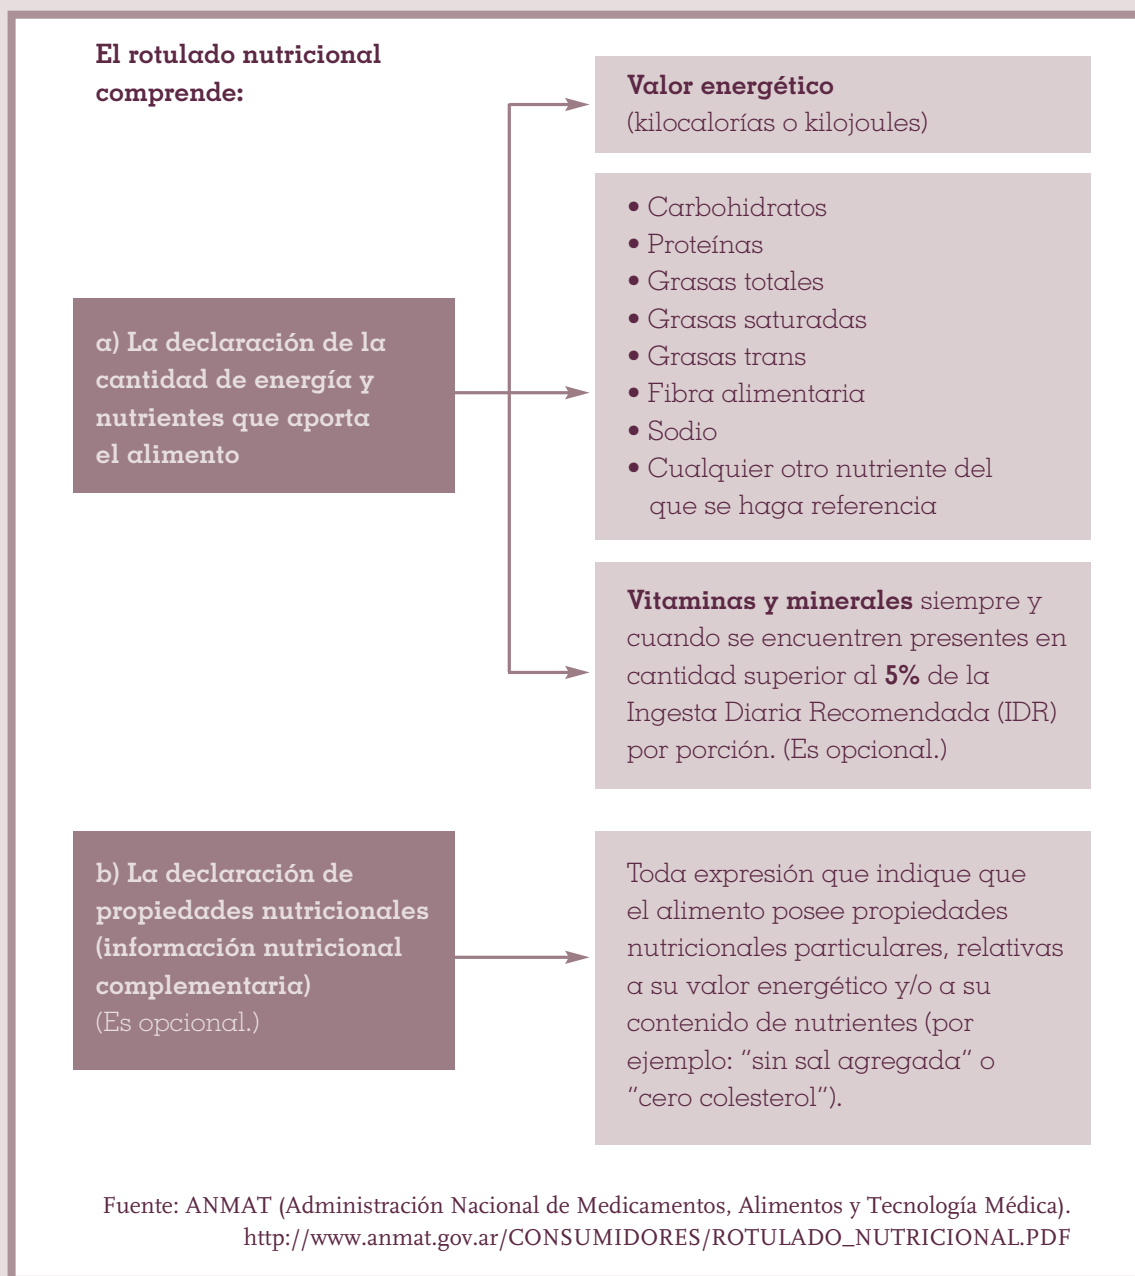 El rotulado nutricional
comprende:
a) La declaración de la
cantidad de energía y
nutrientes que aporta
el alimento
Valor energético
(kilocalorías o kilojoules)
• Carbohidratos
• Proteínas
• Grasas totales
• Grasas saturadas
• Grasas trans
• Fibra alimentaria
• Sodio
• Cualquier otro nutriente del
que se haga referencia
Vitaminas y minerales siempre y
cuando se encuentren presentes en
cantidad superior al 5% de la
Ingesta Diaria Recomendada (IDR)
por porción. (Es opcional.)
b) La declaración de
propiedades nutricionales
(información nutricional
complementaria)
(Es opcional.)
Toda expresión que indique que
el alimento posee propiedades
nutricionales particulares, relativas
a su valor energético y/o a su
contenido de nutrientes (por
ejemplo: “sin sal agregada” o
“cero colesterol”).
Fuente: ANMAT (Administración Nacional de Medicamentos, Alimentos y Tecnología Médica).
http://www.anmat.gov.ar/CONSUMIDORES/ROTULADO_NUTRICIONAL.PDF